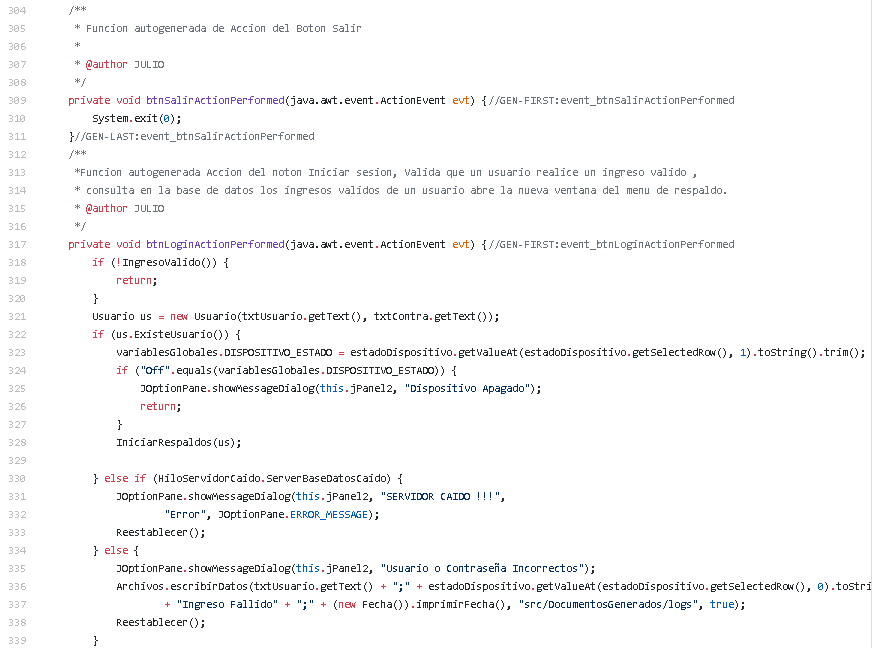 304 /**
305 * Funcion autogenerada de Accion del Boton Salir
306 *
307 * @author JULIO
308 */
309 private void btnSalirActionPerformed(java.awt.event.ActionEvent evt) {//GEN-FIRST:event_btnSalirActionPerformed
310 System.exit(0);
311 }//GEN-LAST:event_btnSalirActionPerformed
312 /**
313 *Funcion autogenerada Accion del noton Iniciar sesion, Valida que un usuario realice un ingreso valido ,
314 * consulta en la base de datos los ingresos validos de un usuario abre la nueva ventana del menu de respaldo.
315 * @author JULIO
316 */
317 private void btnLoginActionPerformed(java.awt.event.ActionEvent evt) {//GEN-FIRST:event_btnLoginActionPerformed
318 if (!IngresoValido()) {
319 return;
320 }
321 Usuario us = new Usuario(txtUsuario.getText(), txtContra.getText());
322 if (us.ExisteUsuario()) {
323 variablesGlobales.DISPOSITIVO_ESTADO = estadoDispositivo.getValueAt(estadoDispositivo.getSelectedRow(), 1).toString().trim();
324 if ("Off".equals(variablesGlobales.DISPOSITIVO_ESTADO)) {
325 JOptionPane.showMessageDialog(this.jPanel2, "Dispositivo Apagado");
326 return;
327 }
328 IniciarRespaldos(us);
329
330 } else if (HiloServidorCaido.ServerBaseDatosCaido) {
331 JOptionPane.showMessageDialog(this.jPanel2, "SERVIDOR CAIDO !!!",
332 "Error", JOptionPane.ERROR_MESSAGE);
333 Reestablecer();
334 } else {
335 JOptionPane.showMessageDialog(this.jPanel2, "Usuario o Contraseña Incorrectos");
336 Archivos.escribirDatos(txtUsuario.getText() + ";" + estadoDispositivo.getValueAt(estadoDispositivo.getSelectedRow(), 0).toStri
337 + "Ingreso Fallido" + ";" + (new Fecha()).imprimirFecha(), "src/DocumentosGenerados/logs", true);
338 Reestablecer();
339 }